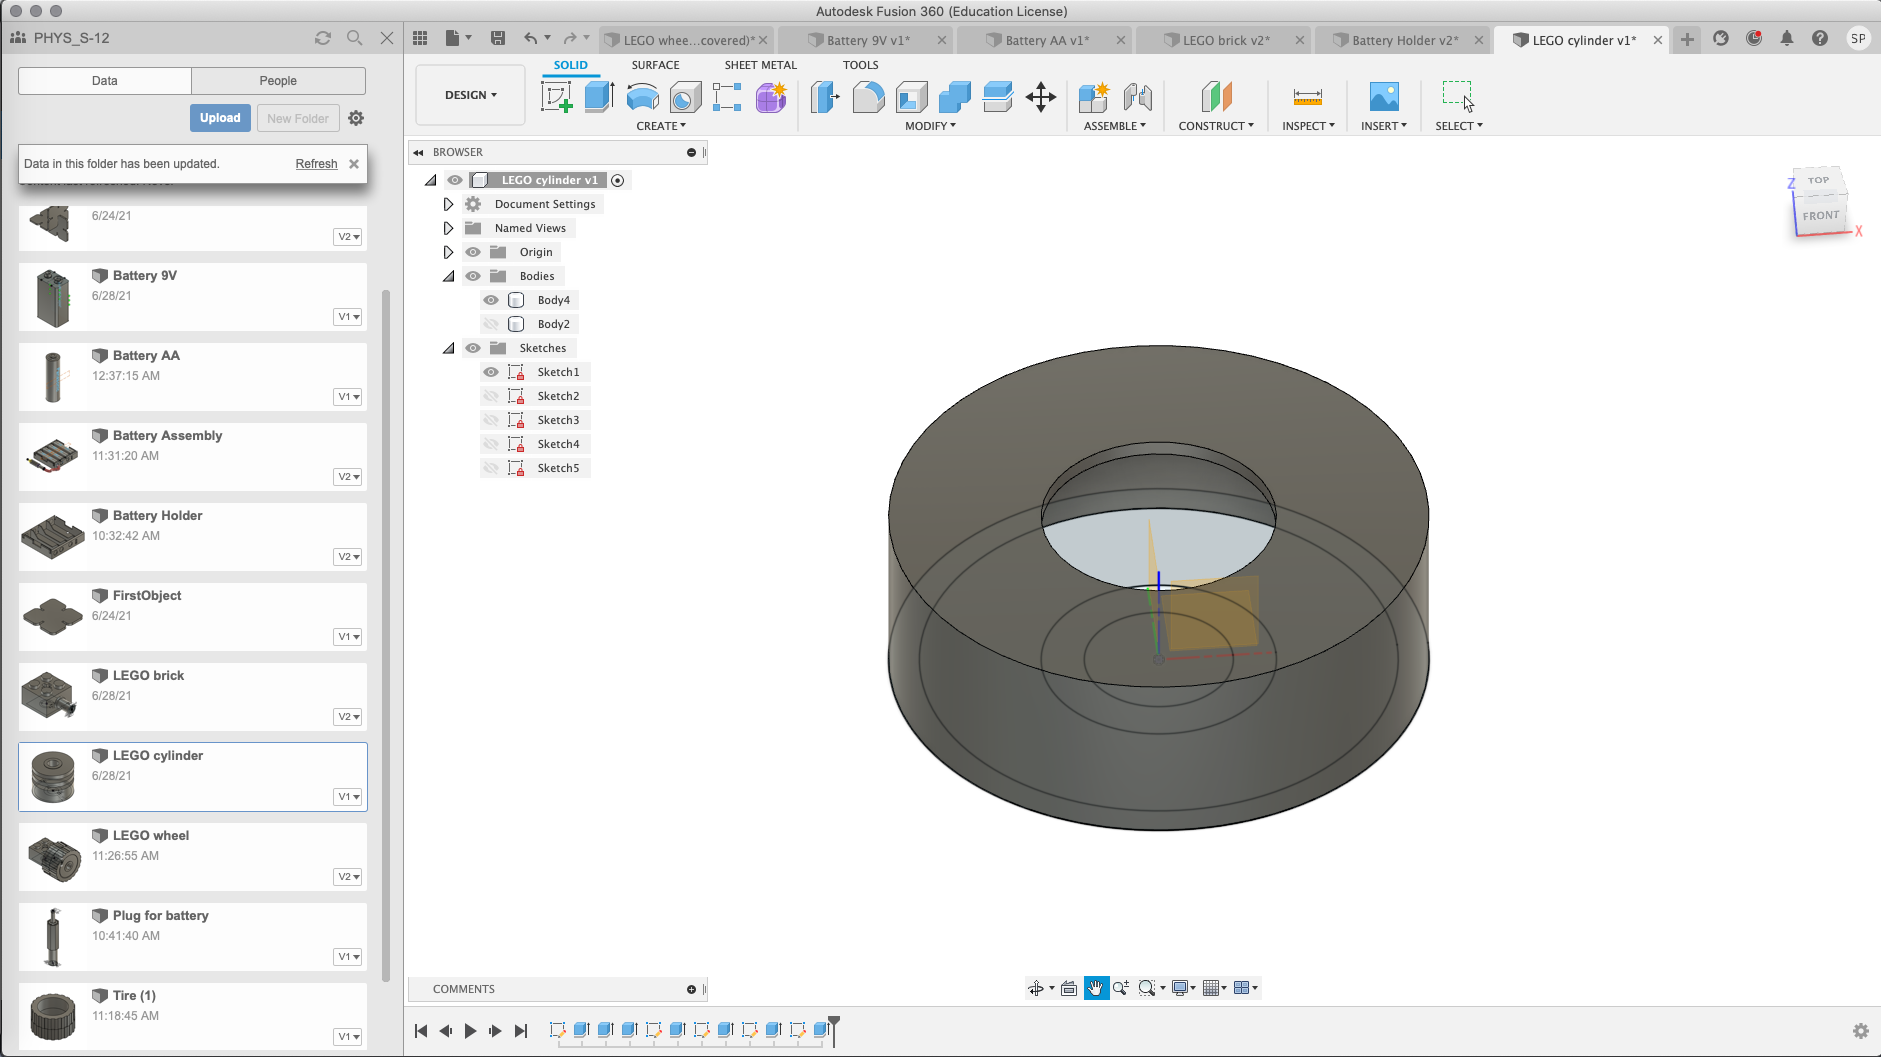 Autodesk Fusion 360 (Education License)
PHYS_S-12
LEGO whee...covered)*
Battery 9V v1*
Battery AA v1*
LEGO brick v2*
Battery Holder v2*
LEGO cylinder v1*
SP
Data
People
Upload
New Folder
Data in this folder has been updated.
Refresh
6/24/21
V2
Battery 9V
6/28/21
V1
Battery AA
12:37:15 AM
V1
Battery Assembly
11:31:20 AM
V2
Battery Holder
10:32:42 AM
V2
FirstObject
6/24/21
V1
LEGO brick
6/28/21
V2
LEGO cylinder
6/28/21
V1
LEGO wheel
11:26:55 AM
V2
Plug for battery
10:41:40 AM
V1
Tire (1)
11:18:45 AM
V1
DESIGN
SOLID
SURFACE
SHEET METAL
TOOLS
CREATE
MODIFY
ASSEMBLE
CONSTRUCT
INSPECT
INSERT
SELECT
BROWSER
LEGO cylinder v1
Document Settings
Named Views
Origin
Bodies
Body4
Body2
Sketches
Sketch1
Sketch2
Sketch3
Sketch4
Sketch5
TOP
Z
FRONT
X
COMMENTS